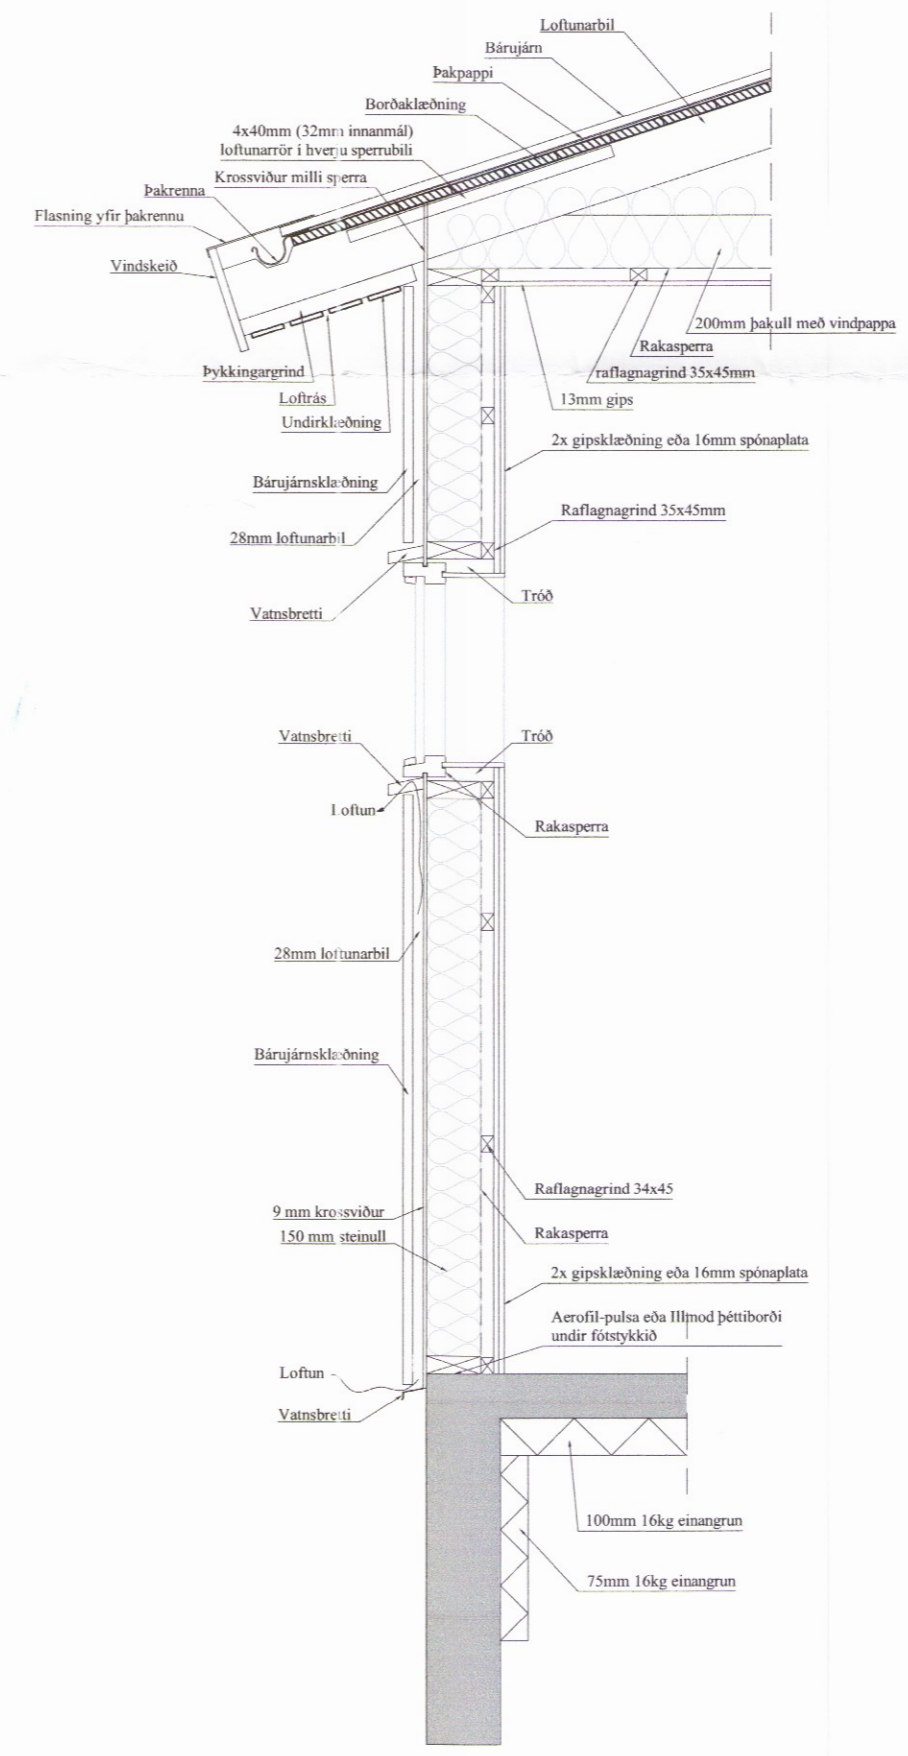 Loftunarbil
Bárujárn
Þakpappi
Borðaklæðning
4x40mm (32mm innanmál)
loftunarrör í hverju sperrubili
Krossviður milli sperra
Þakrenna
Flasning yfir þakrennu
Vindskeið
200mm þakull með vindpappa
Rakasperra
raflagnagrind 35x45mm
13mm gips
Þykkingargrind
Loftrás
Undirklæðning
2x gipsklæðning eða 16mm spónaplata
Bárujárnsklæðning
Raflagnagrind 35x45mm
28mm loftunarbil
Tróð
Vatnsbretti
Vatnsbretti
Tróð
Loftun
Rakasperra
28mm loftunarbil
Bárujárnsklæðning
Raflagnagrind 34x45
9 mm krossviður
150 mm steinull
Rakasperra
2x gipsklæðning eða 16mm spónaplata
Aerofil-pulsa eða Illmod þéttiborði
undir fótstykkið
Loftun
Vatnsbretti
100mm 16kg einangrun
75mm 16kg einangrun